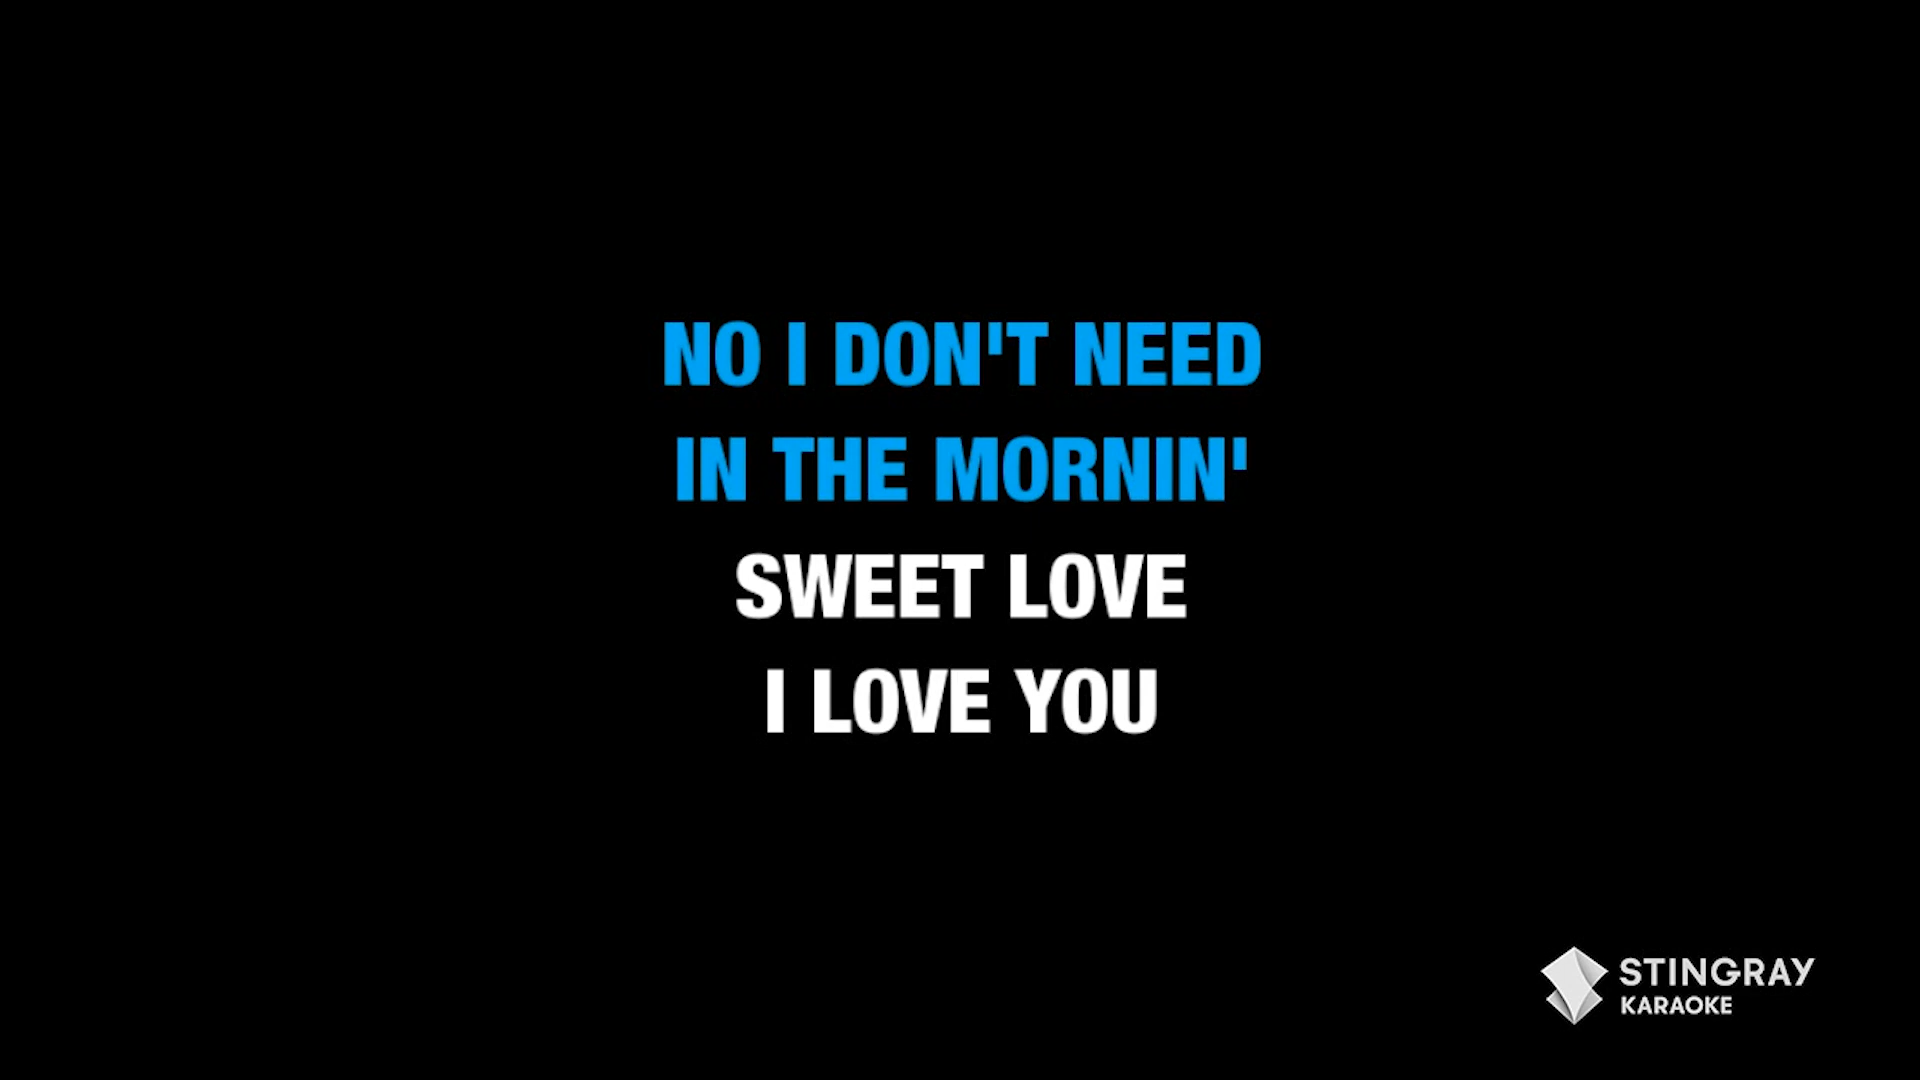 NO I DON'T NEED
IN THE MORNIN'
SWEET LOVE
I LOVE YOU
STINGRAY
KARAOKE